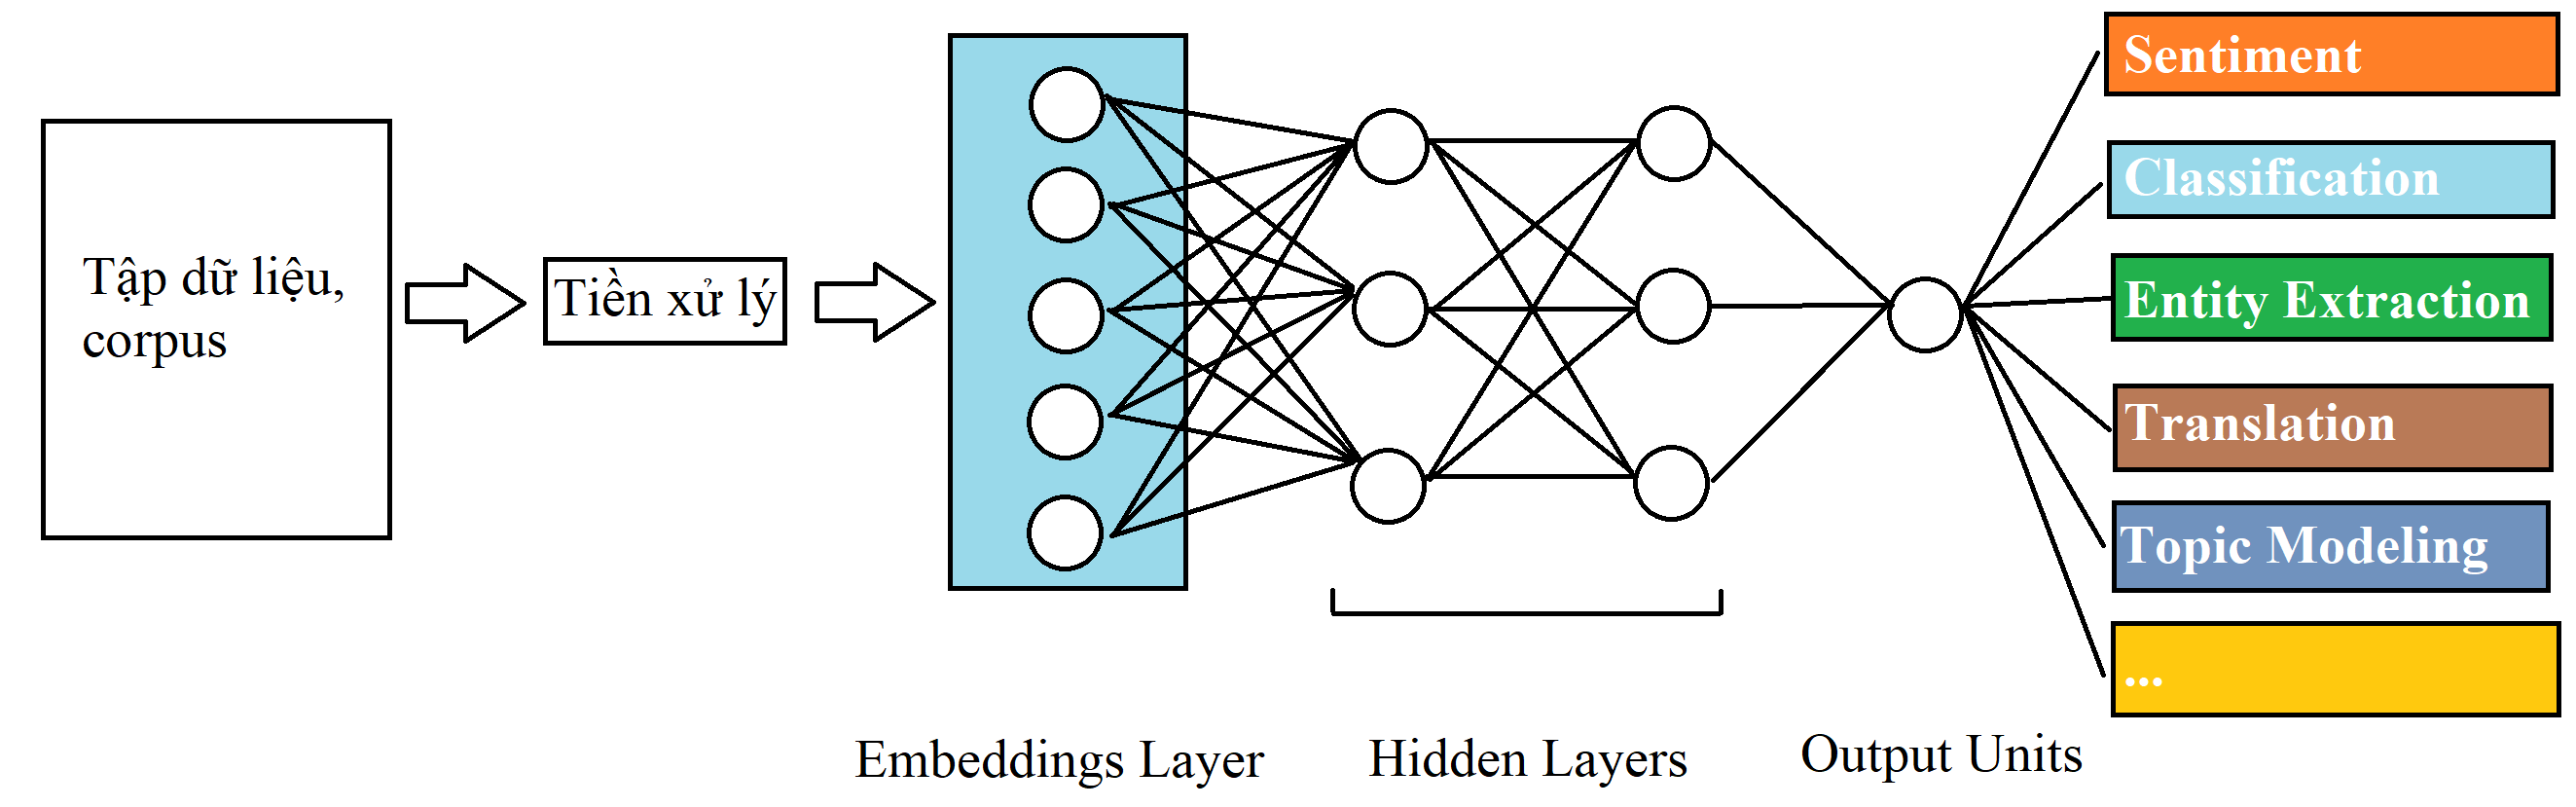 Tập dữ liệu,
corpus
Tiền xử lý
Embeddings Layer
Hidden Layers
Output Units
Sentiment
Classification
Entity Extraction
Translation
Topic Modeling
...